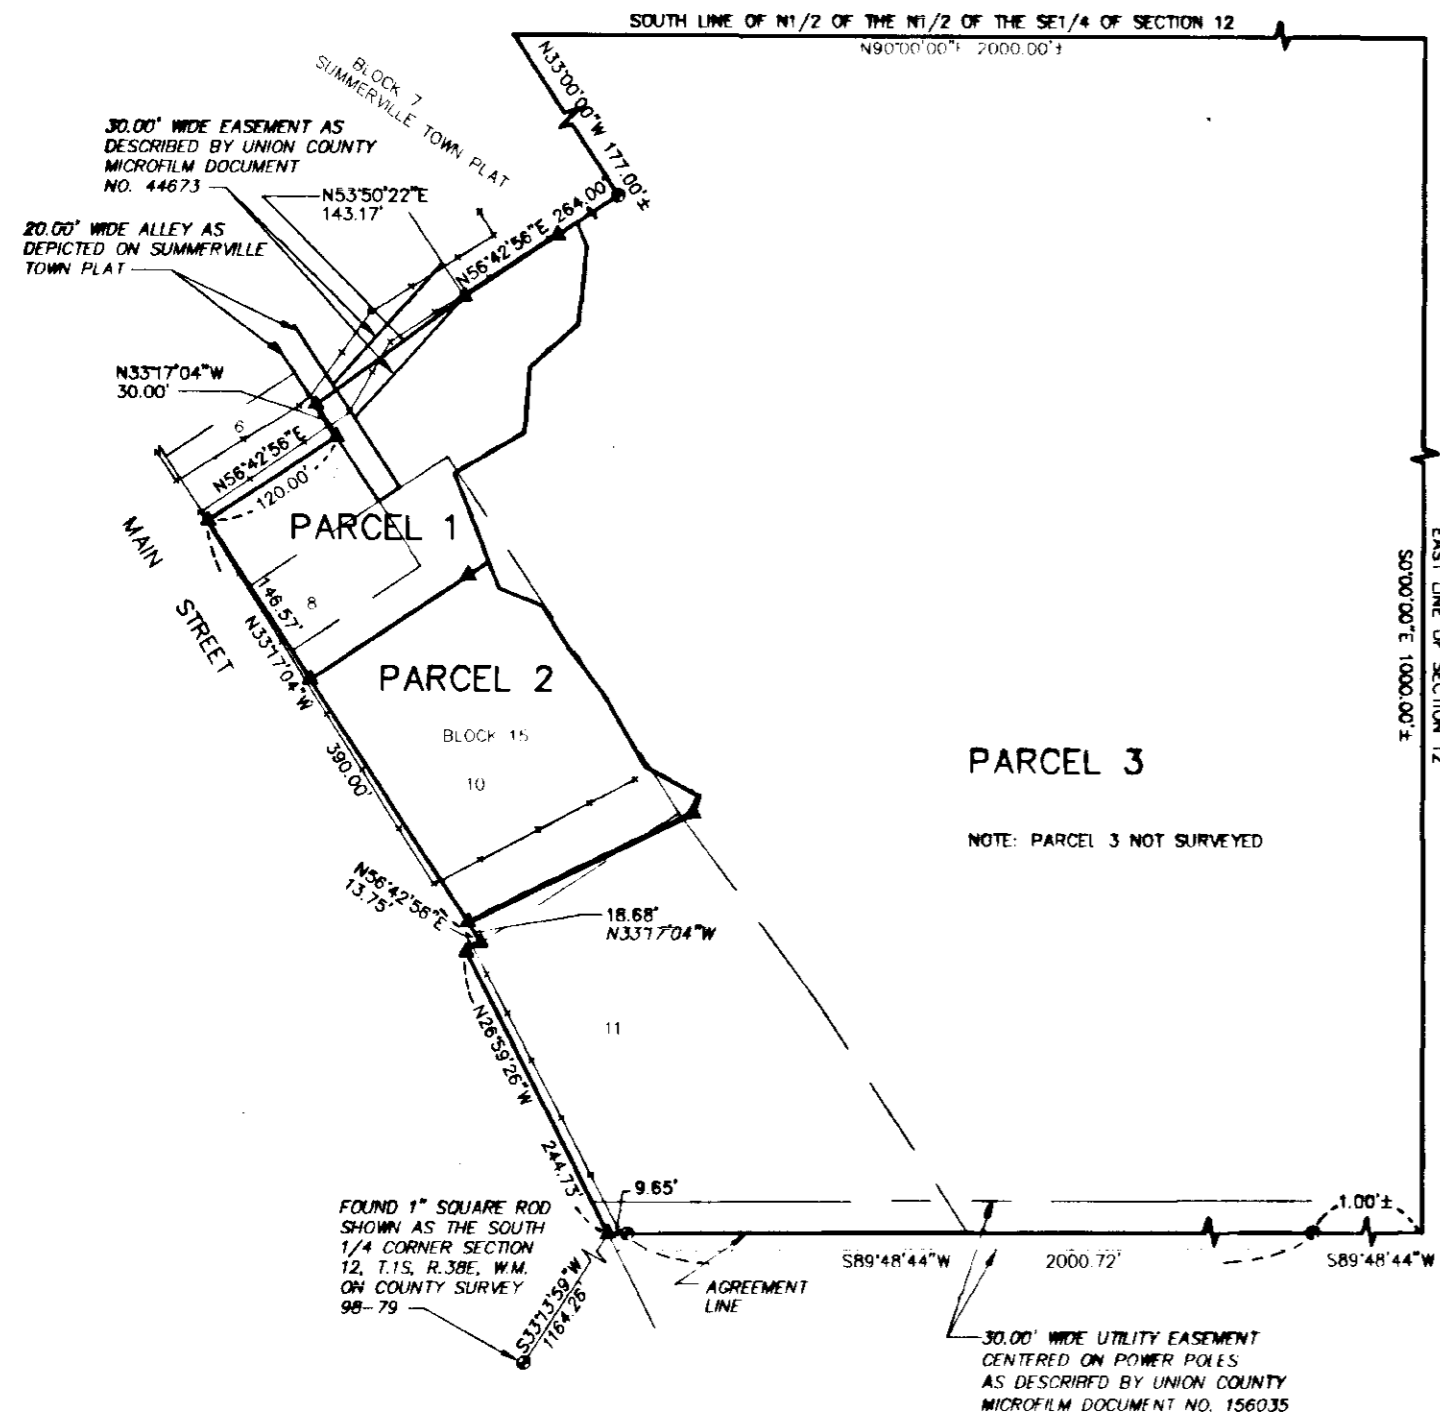 SOUTH LINE OF N1/2 OF THE N1/2 OF THE SE1/4 OF SECTION 12
N90°00'00"E 2000.00'±
N33°00'00"W 177.00'±
BLOCK 7
SUMMERVILLE TOWN PLAT
30.00' WIDE EASEMENT AS
DESCRIBED BY UNION COUNTY
MICROFILM DOCUMENT
NO. 44673
N53°50'22"E
143.17'
N56°42'56"E 264.00'
20.00' WIDE ALLEY AS
DEPICTED ON SUMMERVILLE
TOWN PLAT
N33°17'04"W
30.00'
6
N56°42'56"E
120.00'
MAIN STREET
PARCEL 1
146.57'
N33°17'04"W
8
390.00'
PARCEL 2
BLOCK 15
10
EAST LINE OF SECTION 12
S0°00'00"E 1000.00'±
PARCEL 3
NOTE: PARCEL 3 NOT SURVEYED
N56°42'56"E
13.75'
18.68'
N33°17'04"W
11
N26°59'26"W
244.73'
9.65'
1.00'±
FOUND 1" SQUARE ROD
SHOWN AS THE SOUTH
1/4 CORNER SECTION
12, T.1S, R.38E, W.M.
ON COUNTY SURVEY
98-79
S33°13'59"W
1164.26'
AGREEMENT
LINE
S89°48'44"W
2000.72'
S89°48'44"W
30.00' WIDE UTILITY EASEMENT
CENTERED ON POWER POLES
AS DESCRIBED BY UNION COUNTY
MICROFILM DOCUMENT NO. 156035